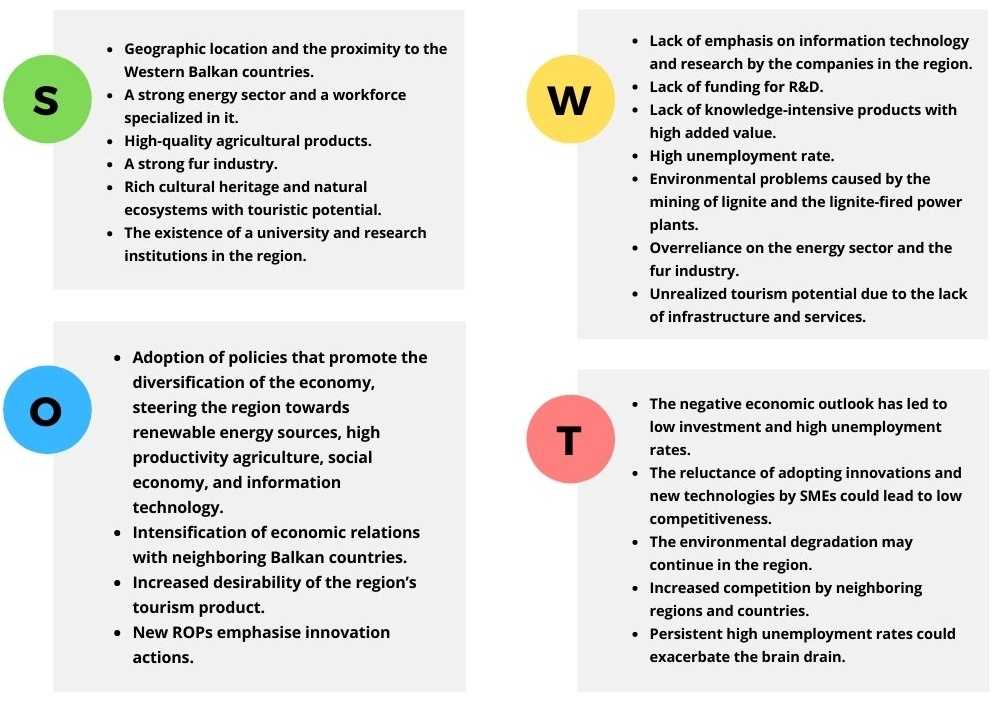 S
• Geographic location and the proximity to the
Western Balkan countries.
• A strong energy sector and a workforce
specialized in it.
• High-quality agricultural products.
• A strong fur industry.
• Rich cultural heritage and natural
ecosystems with touristic potential.
• The existence of a university and research
institutions in the region.
W
• Lack of emphasis on information technology
and research by the companies in the region.
• Lack of funding for R&D.
• Lack of knowledge-intensive products with
high added value.
• High unemployment rate.
• Environmental problems caused by the
mining of lignite and the lignite-fired power
plants.
• Overreliance on the energy sector and the
fur industry.
• Unrealized tourism potential due to the lack
of infrastructure and services.
O
• Adoption of policies that promote the
diversification of the economy,
steering the region towards
renewable energy sources, high
productivity agriculture, social
economy, and information
technology.
• Intensification of economic relations
with neighboring Balkan countries.
• Increased desirability of the region’s
tourism product.
• New ROPs emphasise innovation
actions.
T
• The negative economic outlook has led to
low investment and high unemployment
rates.
• The reluctance of adopting innovations and
new technologies by SMEs could lead to low
competitiveness.
• The environmental degradation may
continue in the region.
• Increased competition by neighboring
regions and countries.
• Persistent high unemployment rates could
exacerbate the brain drain.